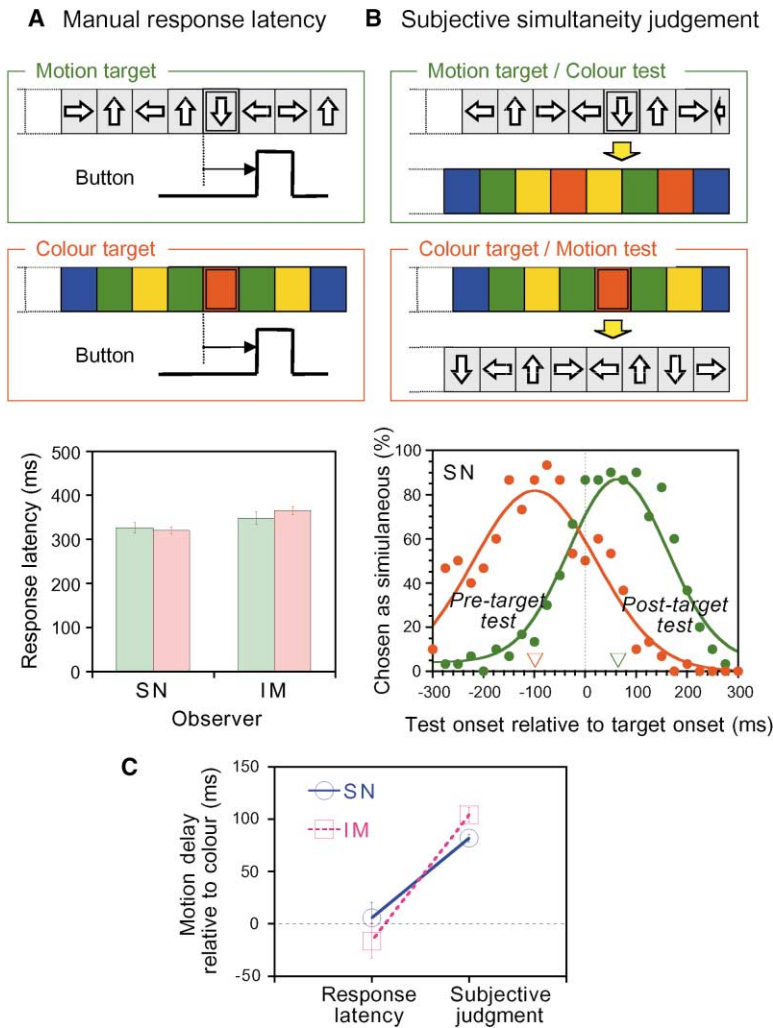 A Manual response latency
B Subjective simultaneity judgement
Motion target
Button
Colour target
Button
Motion target / Colour test
Colour target / Motion test
Response latency (ms)
500
400
300
200
100
0
SN
IM
Observer
Chosen as simiulaneous (%)
100
80
60
40
20
0
SN
Pre-target
test
Post-target
test
-300
-200
-100
0
100
200
300
Test onset relative to target onset (ms)
C
Motion delay
relative to colour (ms)
150
100
50
0
-50
SN
IM
Response
latency
Subjective
judgment